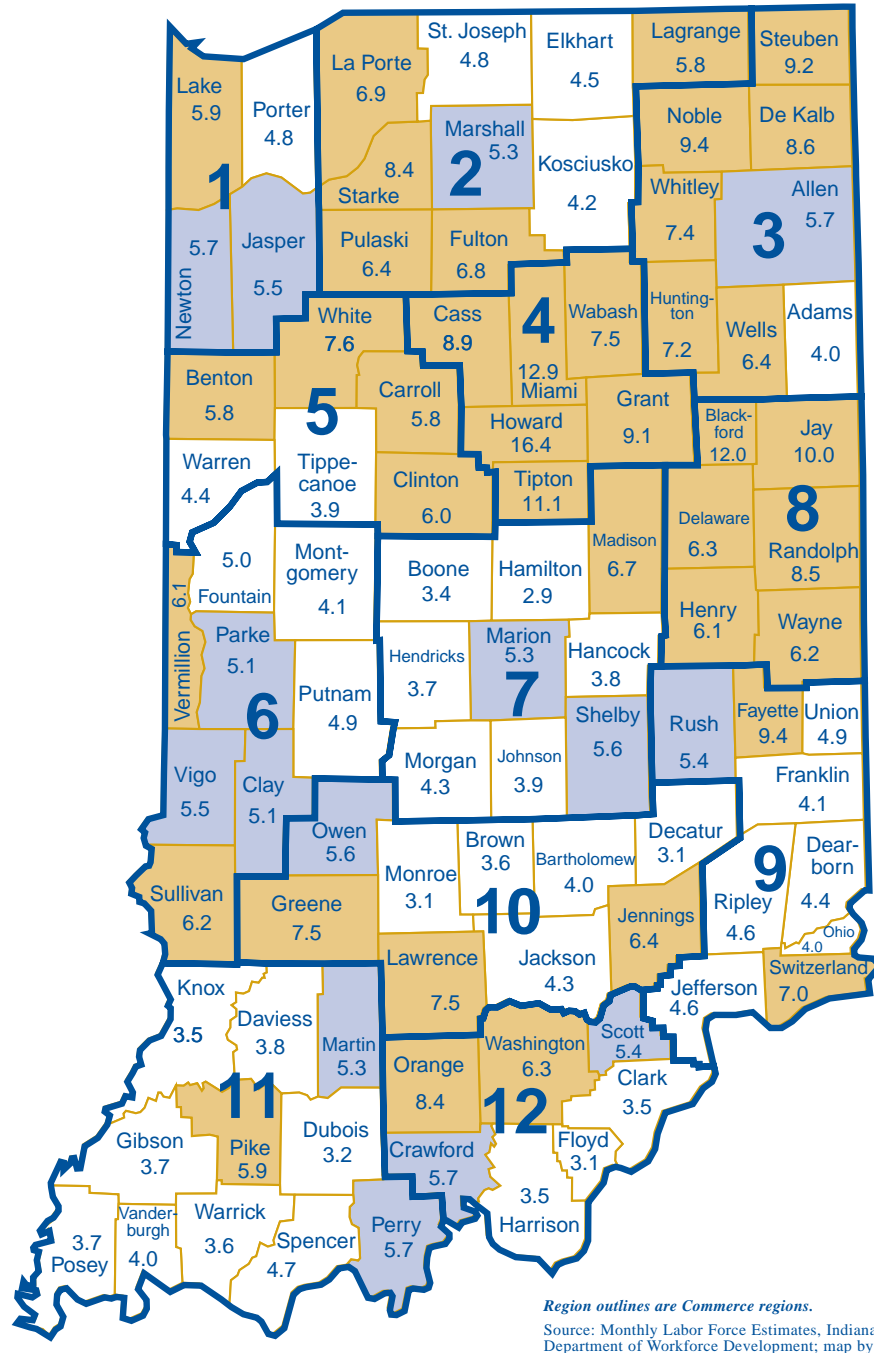 St. Joseph
4.8
Elkhart
4.5
Lagrange
5.8
Steuben
9.2
La Porte
6.9
Lake
5.9
Porter
4.8
Noble
9.4
De Kalb
8.6
Marshall
5.3
8.4
Starke
Kosciusko
4.2
Whitley
7.4
Allen
5.7
1
2
3
5.7
Newton
Jasper
5.5
Pulaski
6.4
Fulton
6.8
White
7.6
Cass
8.9
4
12.9
Miami
Wabash
7.5
Hunting-
ton
7.2
Wells
6.4
Adams
4.0
Benton
5.8
5
Carroll
5.8
Grant
9.1
Howard
16.4
Black-
ford
12.0
Jay
10.0
Warren
4.4
Tippe-
canoe
3.9
Clinton
6.0
Tipton
11.1
8
Delaware
6.3
Randolph
8.5
5.0
Fountain
Mont-
gomery
4.1
Boone
3.4
Hamilton
2.9
Madison
6.7
6.1
Vermillion
Henry
6.1
Wayne
6.2
Parke
5.1
Hendricks
3.7
Marion
5.3
Hancock
3.8
6
Putnam
4.9
7
Shelby
5.6
Rush
5.4
Fayette
9.4
Union
4.9
Vigo
5.5
Clay
5.1
Morgan
4.3
Johnson
3.9
Franklin
4.1
Owen
5.6
Monroe
3.1
Brown
3.6
Bartholomew
4.0
Decatur
3.1
9
Dear-
born
4.4
Sullivan
6.2
Greene
7.5
10
Jennings
6.4
Ripley
4.6
Ohio
4.0
Lawrence
7.5
Jackson
4.3
Switzerland
7.0
Knox
3.5
Daviess
3.8
Martin
5.3
Jefferson
4.6
Orange
8.4
Washington
6.3
Scott
5.4
Clark
3.5
11
12
Gibson
3.7
Pike
5.9
Dubois
3.2
Crawford
5.7
Floyd
3.1
3.5
Harrison
3.7
Posey
Vander-
burgh
4.0
Warrick
3.6
Spencer
4.7
Perry
5.7
Region outlines are Commerce regions.
Source: Monthly Labor Force Estimates, Indiana
Department of Workforce Development; map by